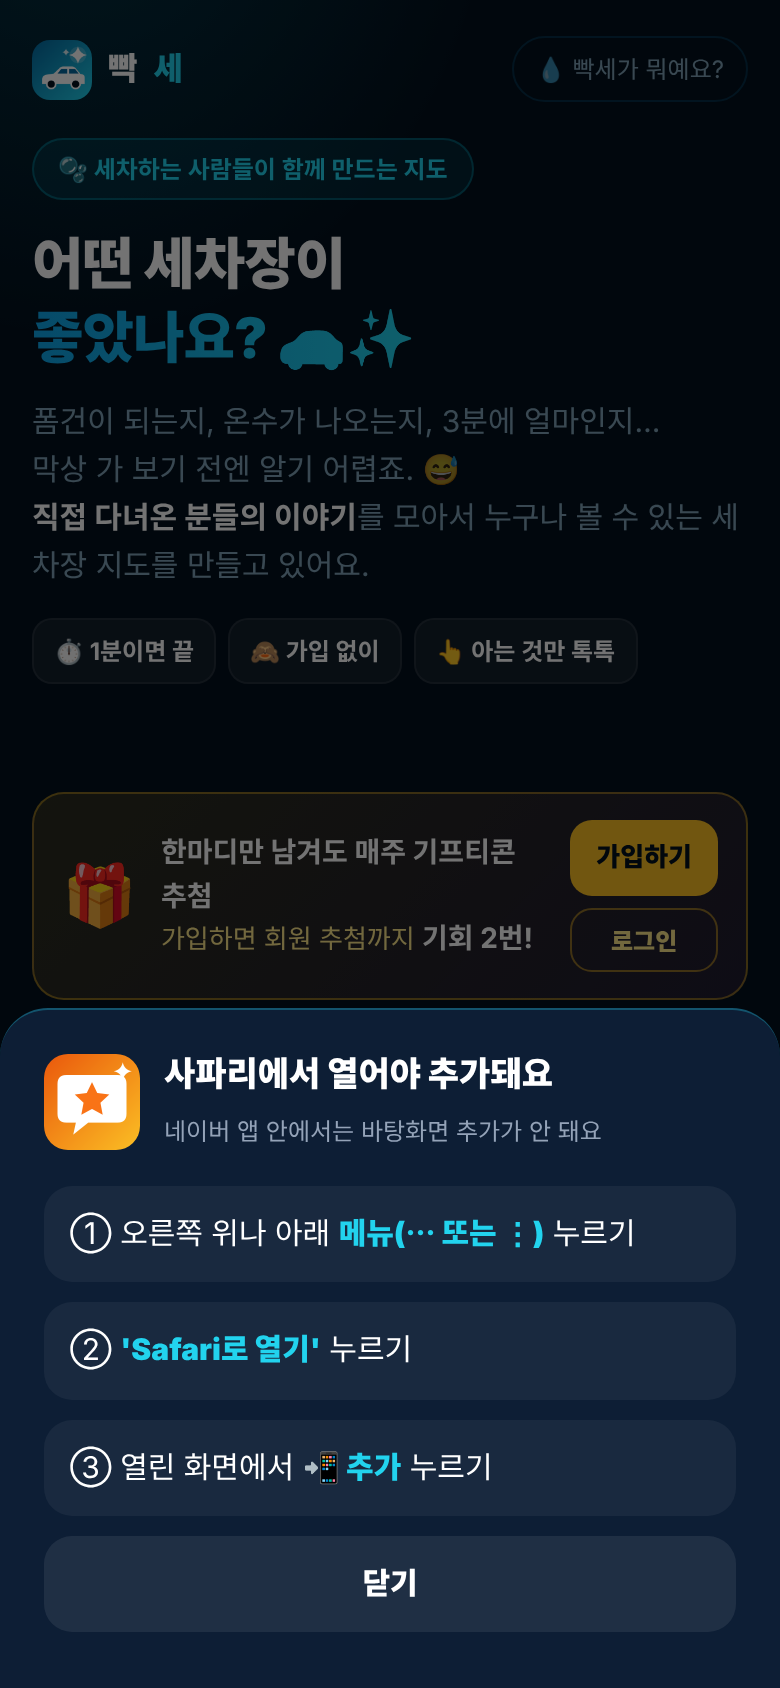 빡 세
💧 빡세가 뭐예요?
🫧 세차하는 사람들이 함께 만드는 지도
어떤 세차장이
좋았나요? 🚗✨
폼건이 되는지, 온수가 나오는지, 3분에 얼마인지…
막상 가 보기 전엔 알기 어렵죠. 😅
직접 다녀온 분들의 이야기를 모아서 누구나 볼 수 있는 세
차장 지도를 만들고 있어요.
⏱️ 1분이면 끝
🙈 가입 없이
👆 아는 것만 톡톡
한마디만 남겨도 매주 기프티콘
추첨
가입하면 회원 추첨까지 기회 2번!
가입하기
로그인
사파리에서 열어야 추가돼요
네이버 앱 안에서는 바탕화면 추가가 안 돼요
① 오른쪽 위나 아래 메뉴(⋯ 또는 ⋮) 누르기
② 'Safari로 열기' 누르기
③ 열린 화면에서 📲 추가 누르기
닫기